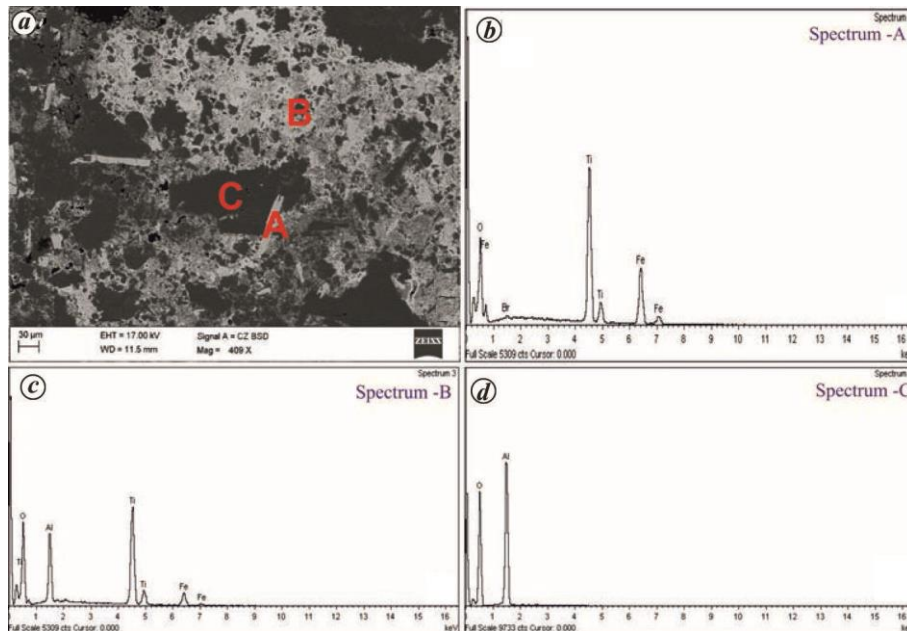 a
B
C
A
30 µm
EHT = 17.00 kV
WD = 11.5 mm
Signal A = CZ BSD
Mag = 409 X
ZEISS
b
Spectrum
Spectrum -A
Ti
O
Fe
Br
Ti
Fe
Fe
0 1 2 3 4 5 6 7 8 9 10 11 12 13 14 15 16
Full Scale 5309 cts Cursor: 0.000
ke
c
Spectrum 3
Spectrum -B
Ti
O
Al
Ti
Ti
Fe
Fe
0 1 2 3 4 5 6 7 8 9 10 11 12 13 14 15 16
Full Scale 5309 cts Cursor: 0.000
keV
d
Spectrum
Spectrum -C
Al
O
0 1 2 3 4 5 6 7 8 9 10 11 12 13 14 15 16
Full Scale 9733 cts Cursor: 0.000
ke